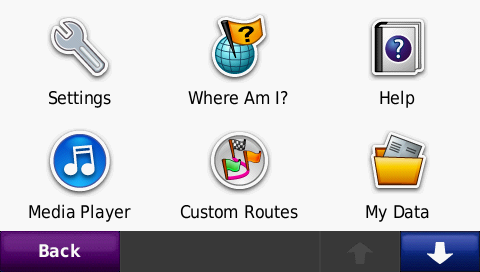 Settings
Where Am I?
Help
Media Player
Custom Routes
My Data
Back